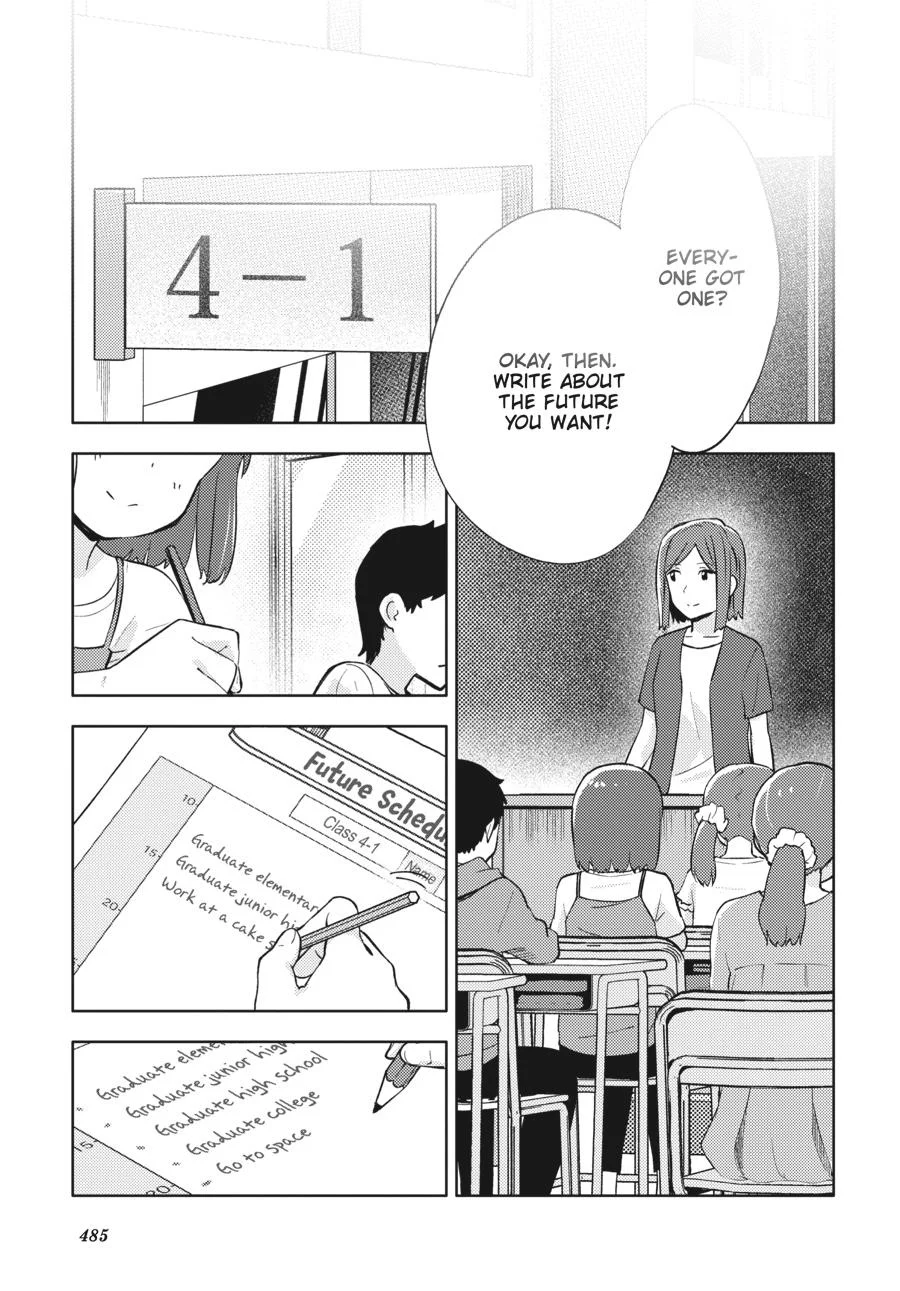 4-1
EVERY-
ONE GOT
ONE?
OKAY, THEN.
WRITE ABOUT
THE FUTURE
YOU WANT!
Future Schedu
Class 4-1
Name
10
15
20
Graduate elementar
Graduate junior hi
Work at a cake s
Graduate eleme
Graduate junior high
Graduate high school
Graduate college
Go to space
15
20
485